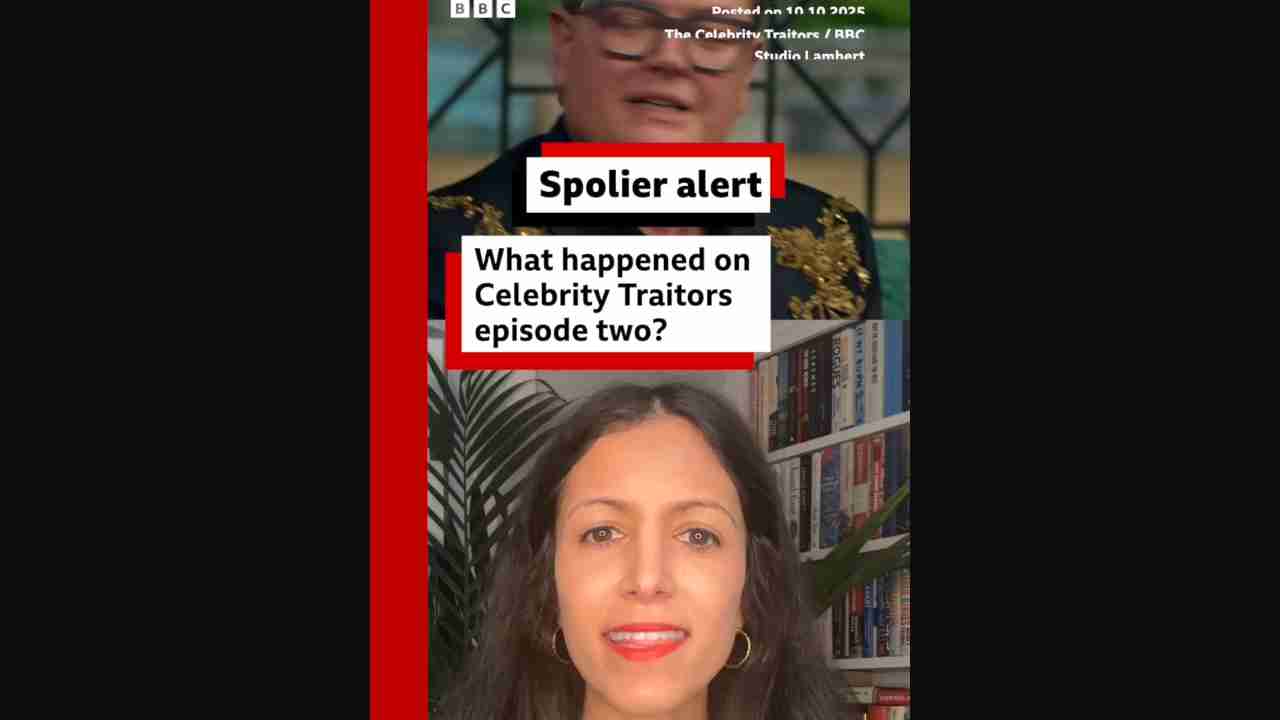 BBC
Posted on 10.10.2025
The Celebrity Traitors / BBC
Studio Lambert
Spolier alert
What happened on
Celebrity Traitors
episode two?